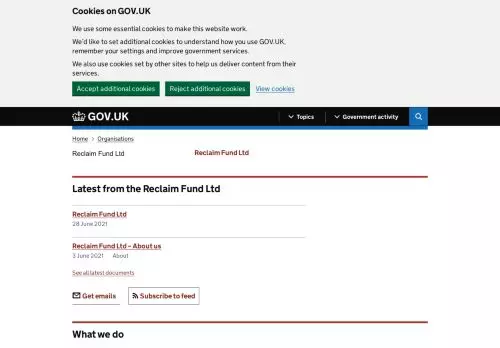 Cookies on GOV.UK
We use some essential cookies to make this website work.
We'd like to set additional cookies to understand how you use GOV.UK,
remember your settings and improve government services.
We also use cookies set by other sites to help us deliver content from their
services.
Accept additional cookies Reject additional cookies View cookies
GOV.UK Topics Government activity
Home Organisations
Reclaim Fund Ltd Reclaim Fund Ltd
Latest from the Reclaim Fund Ltd
Reclaim Fund Ltd
28 June 2021
Reclaim Fund Ltd – About us
3 June 2021 About
See all latest documents
Get emails Subscribe to feed
What we do